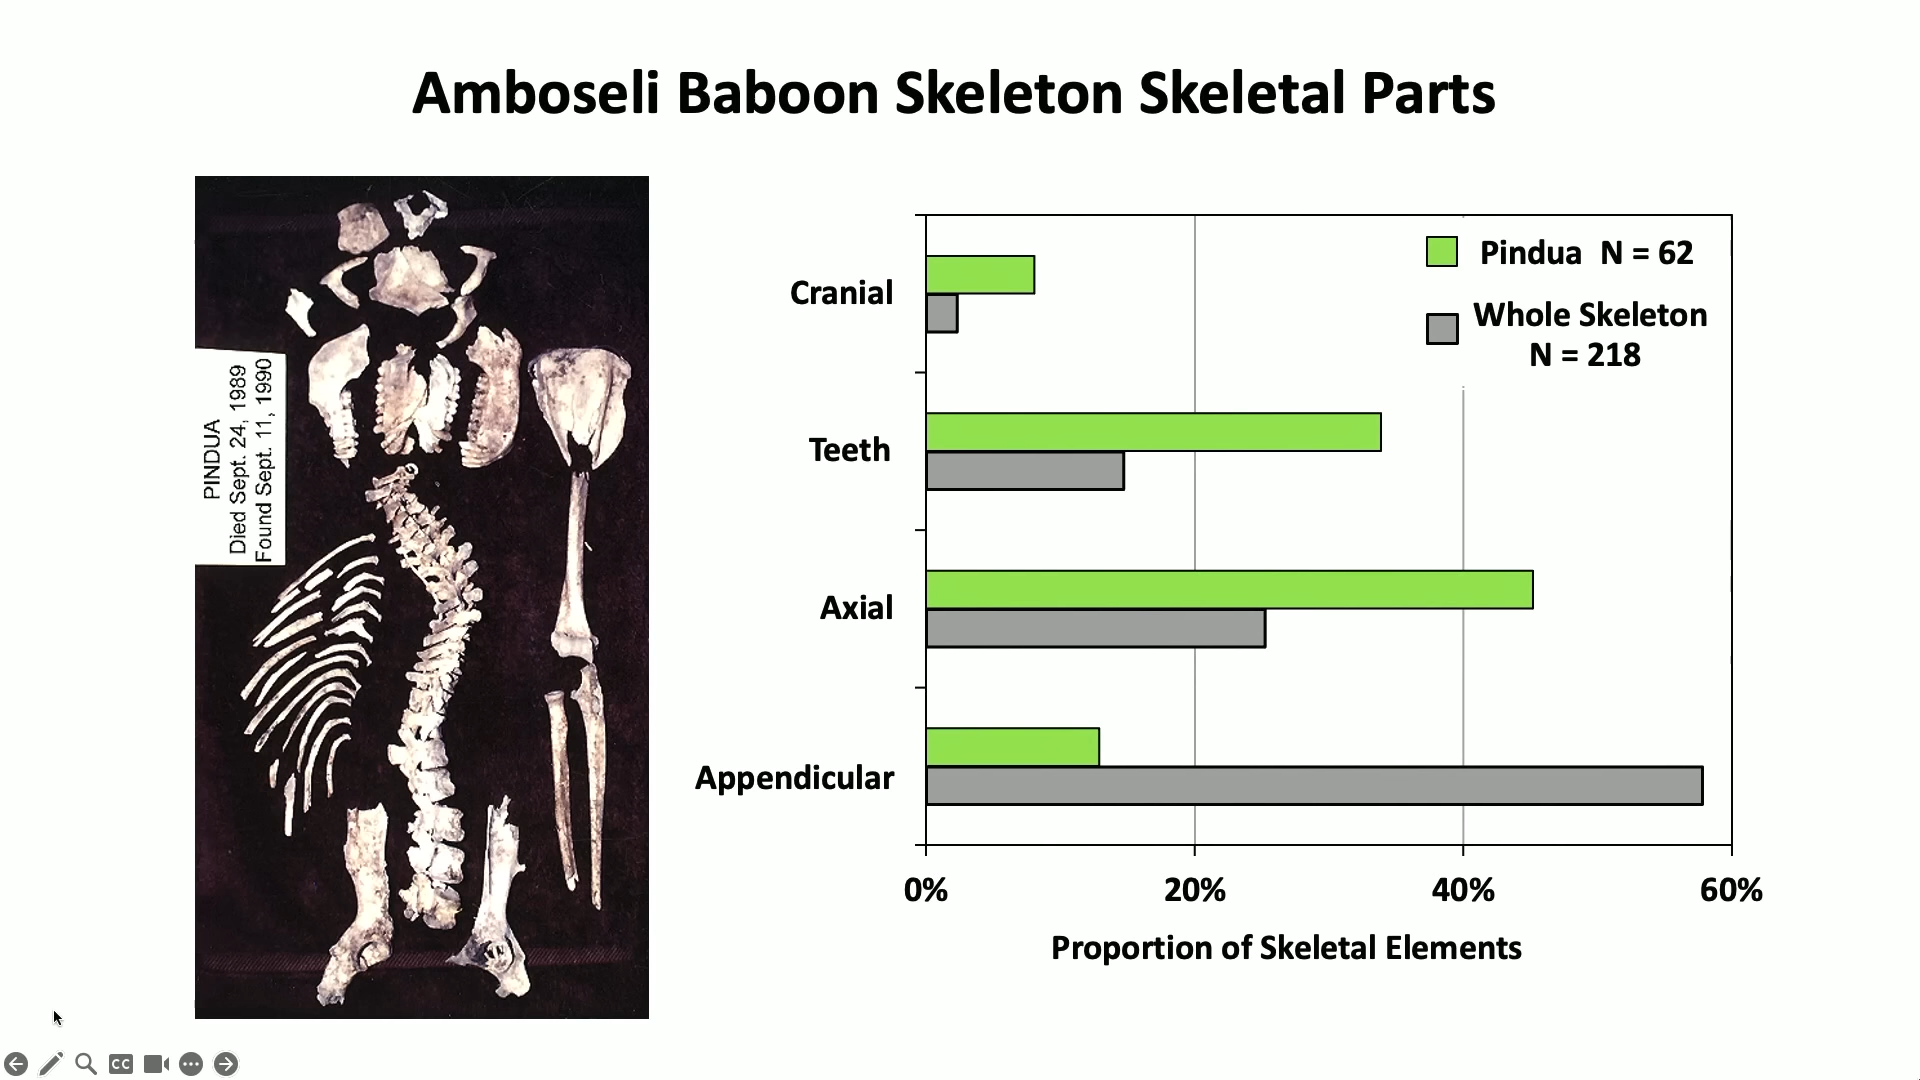 Amboseli Baboon Skeleton Skeletal Parts
PINDUA
Died Sept. 24, 1989
Found Sept. 11, 1990
Pindua N = 62
Whole Skeleton
N = 218
Cranial
Teeth
Axial
Appendicular
0% 20% 40% 60%
Proportion of Skeletal Elements
CC